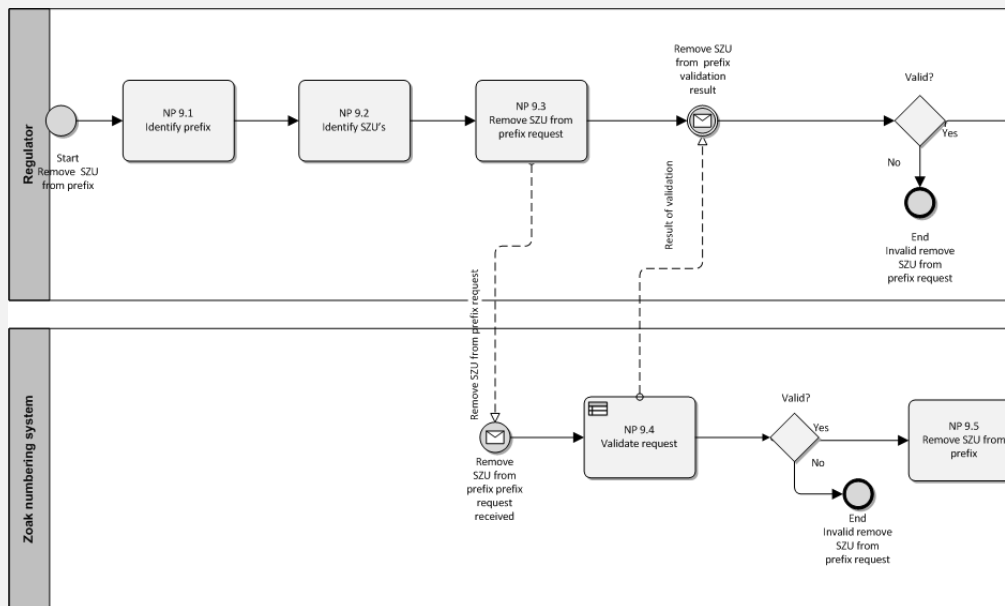 Regulator
Start
Remove SZU
from prefix
NP 9.1
Identify prefix
NP 9.2
Identify SZU's
NP 9.3
Remove SZU from
prefix request
Remove SZU
from prefix
validation
result
Valid?
Yes
No
End
Invalid remove
SZU from
prefix request
Remove SZU from prefix request
Result of validation
Zoak numbering system
Remove
SZU from
prefix prefix
request
received
NP 9.4
Validate request
Valid?
Yes
No
End
Invalid remove
SZU from
prefix request
NP 9.5
Remove SZU from
prefix